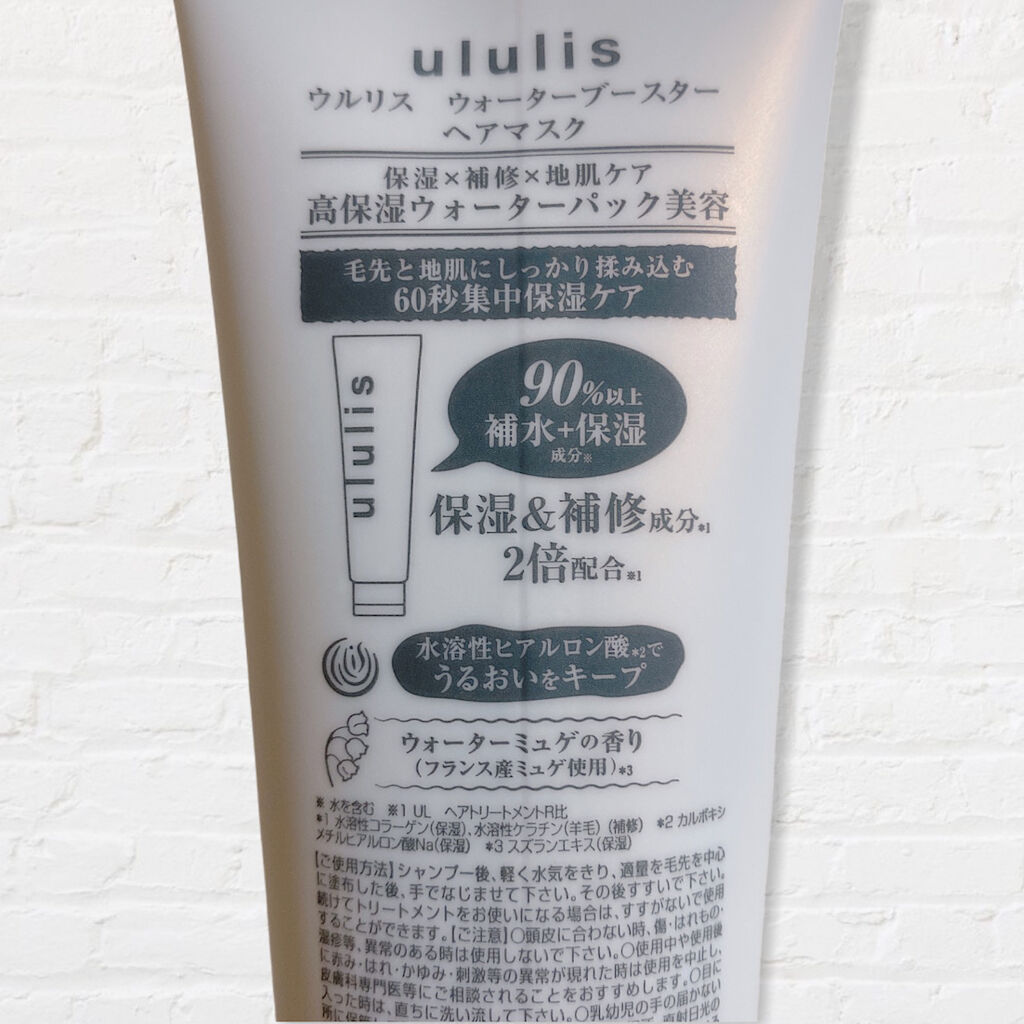 ululis
ウルリス ウォーターブースター
ヘアマスク
保湿×補修×地肌ケア
高保湿ウォーターパック美容
毛先と地肌にしっかり揉み込む
60秒集中保湿ケア
ululis
90%以上
補水+保湿
成分※
保湿&補修成分*1
2倍配合※1
水溶性ヒアルロン酸*2で
うるおいをキープ
ウォーターミュゲの香り
(フランス産ミュゲ使用)*3
※ 水を含む ※1 UL ヘアトリートメントR比
*1 水溶性コラーゲン(保湿)、水溶性ケラチン(羊毛)(補修) *2 カルボキシ
メチルヒアルロン酸Na(保湿) *3 スズランエキス(保湿)
【ご使用方法】シャンプー後、軽く水気をきり、適量を毛先を中心
に塗布した後、手でなじませて下さい。その後すすいで下さい。
続けてトリートメントをお使いになる場合は、すすがないで使用
することができます。【ご注意】○頭皮に合わない時、傷・はれもの・
湿疹等、異常のある時は使用しないで下さい。○使用中や使用後
に赤み・はれ・かゆみ・刺激等の異常が現れた時は使用を中止し、
皮膚科専門医等にご相談されることをおすすめします。○目に
入った時は、直ちに洗い流して下さい。○乳幼児の手の届かない
所に保管し
直射日光の